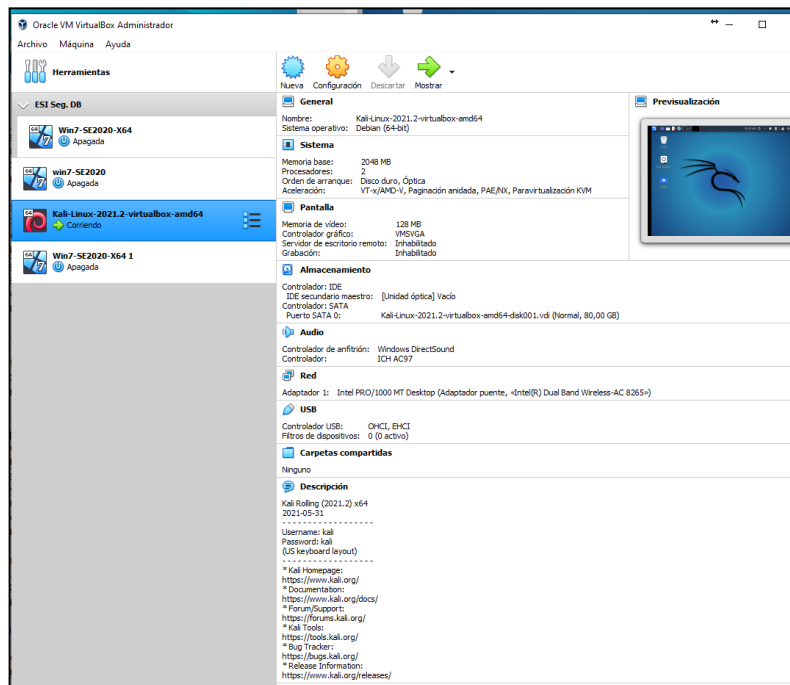 Oracle VM VirtualBox Administrador
Archivo Máquina Ayuda
Herramientas
ESI Seg. DB
Win7-SE2020-X64
Apagada
win7-SE2020
Apagada
Kali-Linux-2021.2-virtualbox-amd64
Corriendo
Win7-SE2020-X64 1
Apagada
Nueva Configuración Descartar Mostrar
General
Nombre: Kali-Linux-2021.2-virtualbox-amd64
Sistema operativo: Debian (64-bit)
Sistema
Memoria base: 2048 MB
Procesadores: 2
Orden de arranque: Disco duro, Óptica
Aceleración: VT-x/AMD-V, Paginación anidada, PAE/NX, Paravirtualización KVM
Pantalla
Memoria de vídeo: 128 MB
Controlador gráfico: VMSVGA
Servidor de escritorio remoto: Inhabilitado
Grabación: Inhabilitado
Almacenamiento
Controlador: IDE
IDE secundario maestro: [Unidad óptica] Vacío
Controlador: SATA
Puerto SATA 0: Kali-Linux-2021.2-virtualbox-amd64-disk001.vdi (Normal, 80,00 GB)
Audio
Controlador de anfitrión: Windows DirectSound
Controlador: ICH AC97
Red
Adaptador 1: Intel PRO/1000 MT Desktop (Adaptador puente, «Intel(R) Dual Band Wireless-AC 8265»)
USB
Controlador USB: OHCI, EHCI
Filtros de dispositivos: 0 (0 activo)
Carpetas compartidas
Ninguno
Descripción
Kali Rolling (2021.2) x64
2021-05-31
- - - - - - - - - - - - - - - - - -
Username: kali
Password: kali
(US keyboard layout)
- - - - - - - - - - - - - - - - - -
* Kali Homepage:
https://www.kali.org/
* Documentation:
https://www.kali.org/docs/
* Forum/Support:
https://forums.kali.org/
* Kali Tools:
https://tools.kali.org/
* Bug Tracker:
https://bugs.kali.org/
* Release Information:
https://www.kali.org/releases/
Previsualización